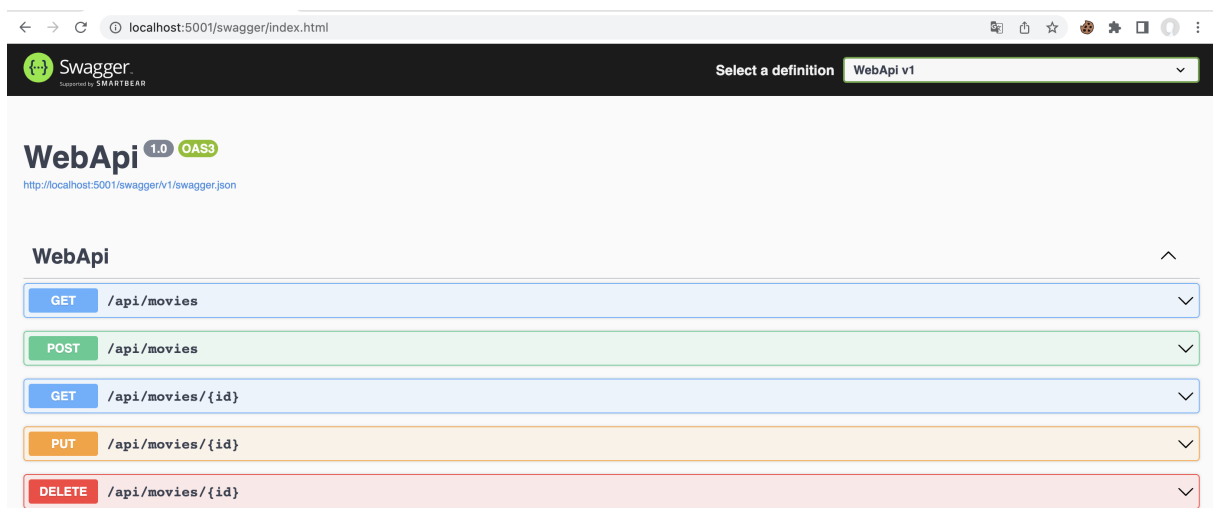 localhost:5001/swagger/index.html
Swagger.
Supported by SMARTBEAR
Select a definition
WebApi v1
WebApi 1.0 OAS3
http://localhost:5001/swagger/v1/swagger.json
WebApi
GET /api/movies
POST /api/movies
GET /api/movies/{id}
PUT /api/movies/{id}
DELETE /api/movies/{id}